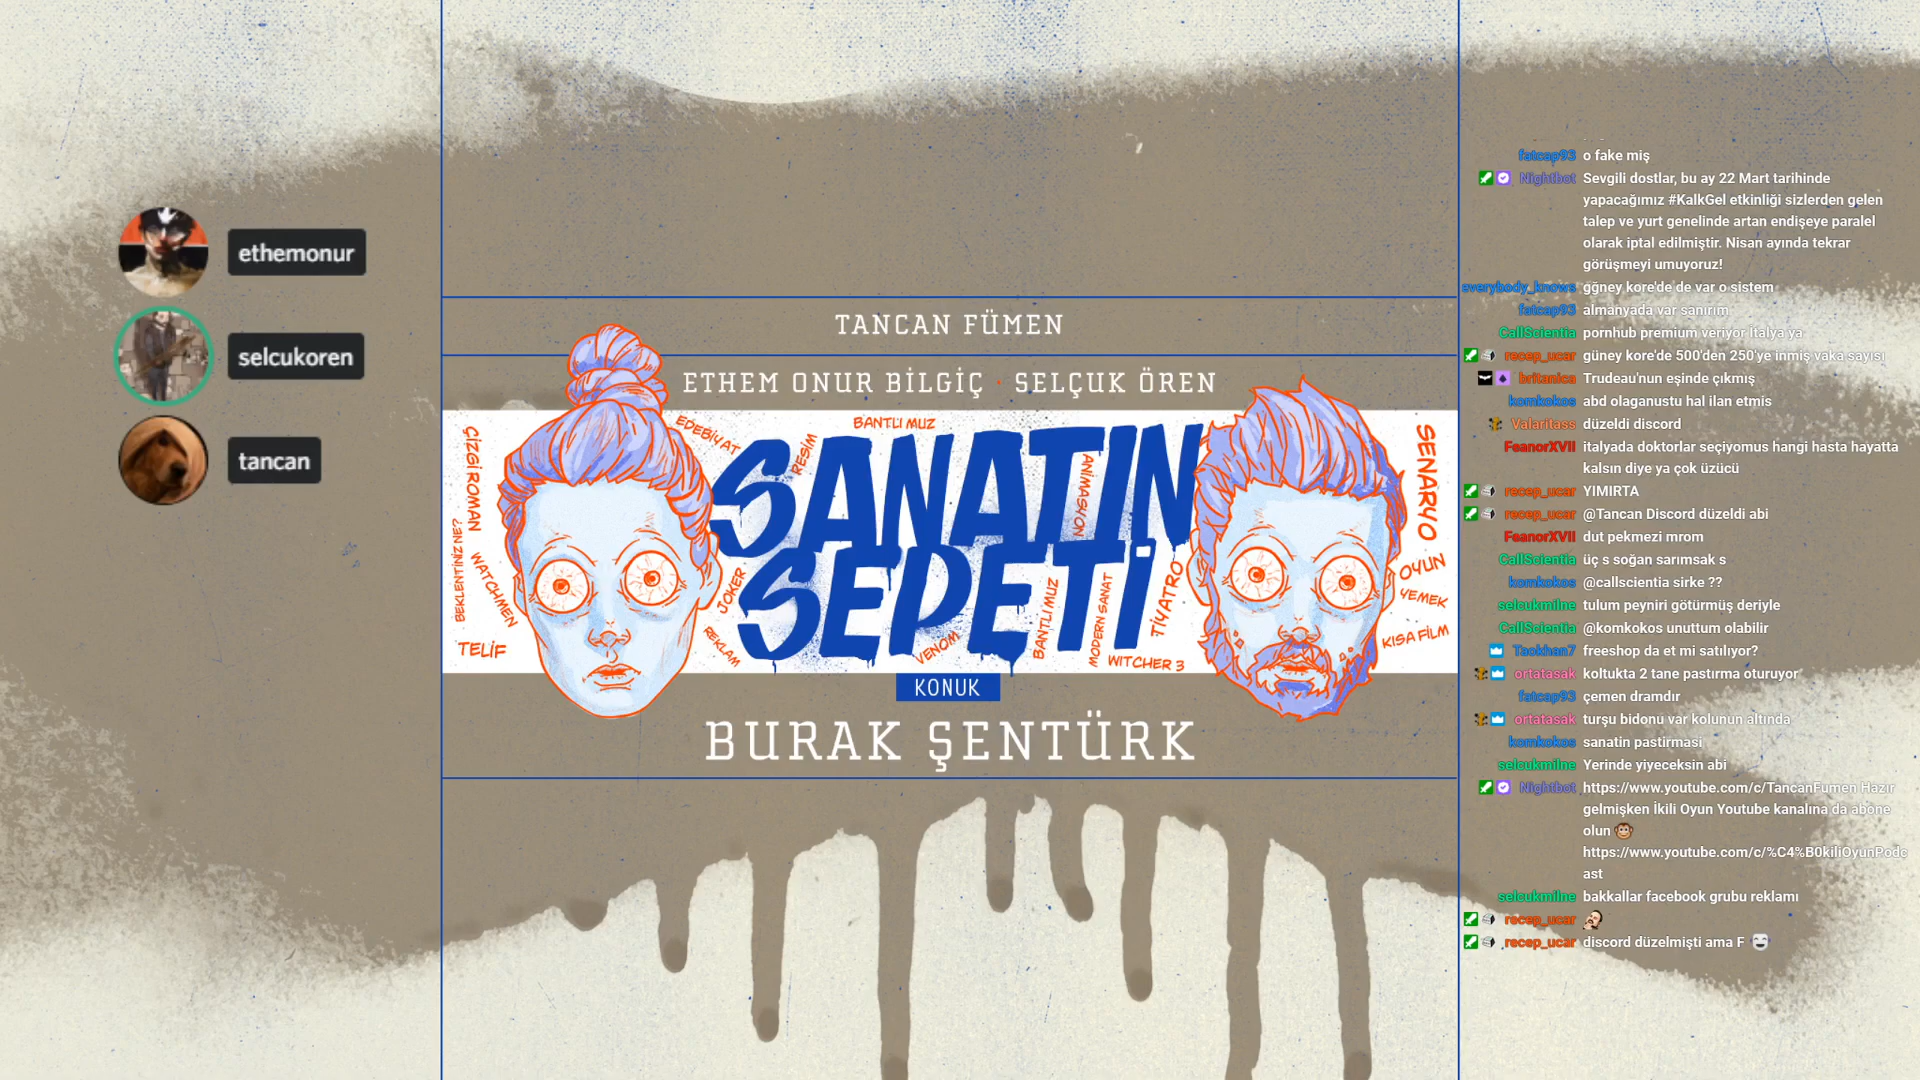 ethemonur
selcukoren
tancan
TANCAN FÜMEN
ETHEM ONUR BİLGİÇ · SELÇUK ÖREN
ÇİZGİ ROMAN
EDEBİYAT
RESİM
BANTLI MUZ
SANATIN
SEPETİ
ANİMASYON
SENARYO
BEKLENTİNİZ NE?
WATCHMEN
TELİF
JOKER
REKLAM
VENOM
BANTLI MUZ
MODERN SANAT
TİYATRO
WITCHER 3
OYUN
YEMEK
KISA FİLM
KONUK
BURAK ŞENTÜRK
fatcap93 o fake miş
Nightbot Sevgili dostlar, bu ay 22 Mart tarihinde
yapacağımız #KalkGel etkinliği sizlerden gelen
talep ve yurt genelinde artan endişeye paralel
olarak iptal edilmiştir. Nisan ayında tekrar
görüşmeyi umuyoruz!
everybody_knows gğney kore'de de var o sistem
fatcap93 almanyada var sanırım
CallScientia pornhub premium veriyor İtalya ya
recep_ucar güney kore'de 500'den 250'ye inmiş vaka sayısı
britanica Trudeau'nun eşinde çıkmış
komkokos abd olaganustu hal ilan etmis
Valaritass düzeldi discord
FeanorXVII italyada doktorlar seçiyomus hangi hasta hayatta
kalsın diye ya çok üzücü
recep_ucar YIMIRTA
recep_ucar @Tancan Discord düzeldi abi
FeanorXVII dut pekmezi mrom
CallScientia üç s soğan sarımsak s
komkokos @callscientia sirke ??
selcukmilne tulum peyniri götürmüş deriyle
CallScientia @komkokos unuttum olabilir
Taokhan7 freeshop da et mi satılıyor?
ortatasak koltukta 2 tane pastırma oturuyor
fatcap93 çemen dramdır
ortatasak turşu bidonu var kolunun altında
komkokos sanatin pastirmasi
selcukmilne Yerinde yiyeceksin abi
Nightbot https://www.youtube.com/c/TancanFumen Hazır
gelmişken İkili Oyun Youtube kanalına da abone
olun
https://www.youtube.com/c/%C4%B0kiliOyunPodc
ast
selcukmilne bakkallar facebook grubu reklamı
recep_ucar
recep_ucar discord düzelmişti ama F